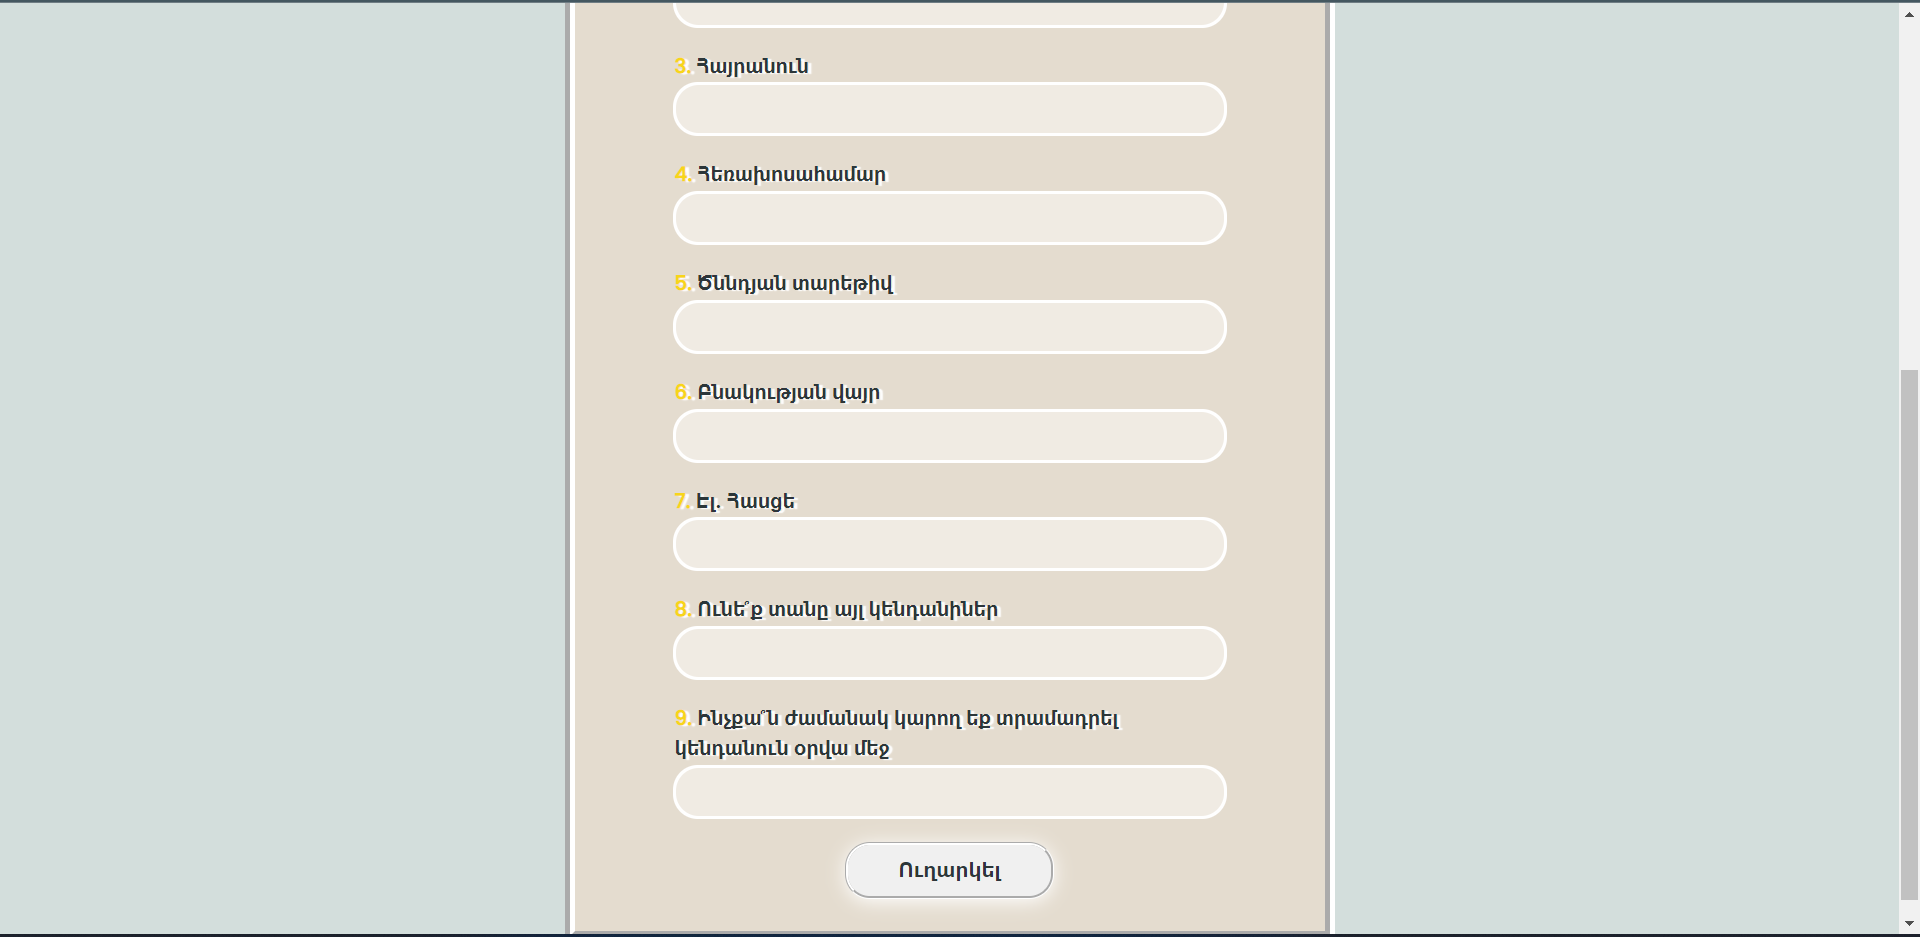 3. Հայրանուն
4. Հեռախոսահամար
5. Ծննդյան տարեթիվ
6. Բնակության վայր
7. Էլ. Հասցե
8. Ունե՞ք տանը այլ կենդանիներ
9. Ինչքա՞ն ժամանակ կարող եք տրամադրել
կենդանուն օրվա մեջ
Ուղարկել